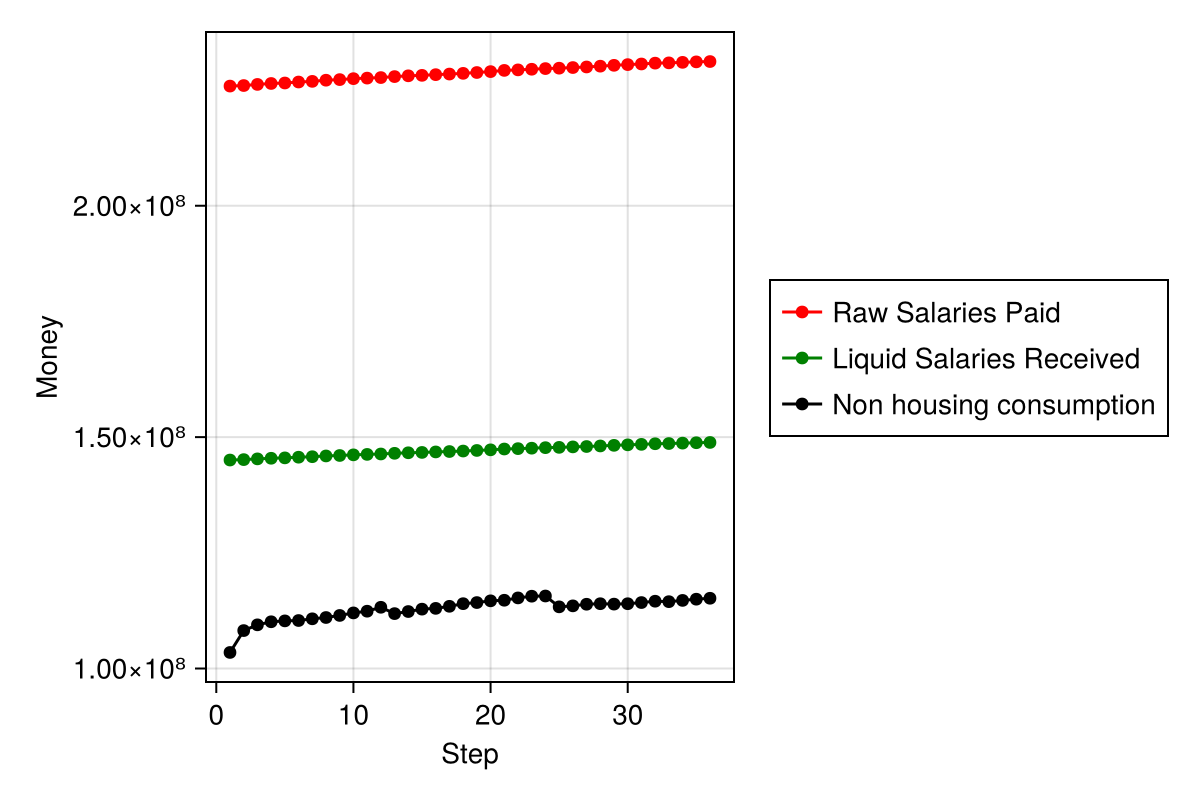 2.00×10⁸
1.50×10⁸
1.00×10⁸
Money
0 10 20 30
Step
Raw Salaries Paid
Liquid Salaries Received
Non housing consumption